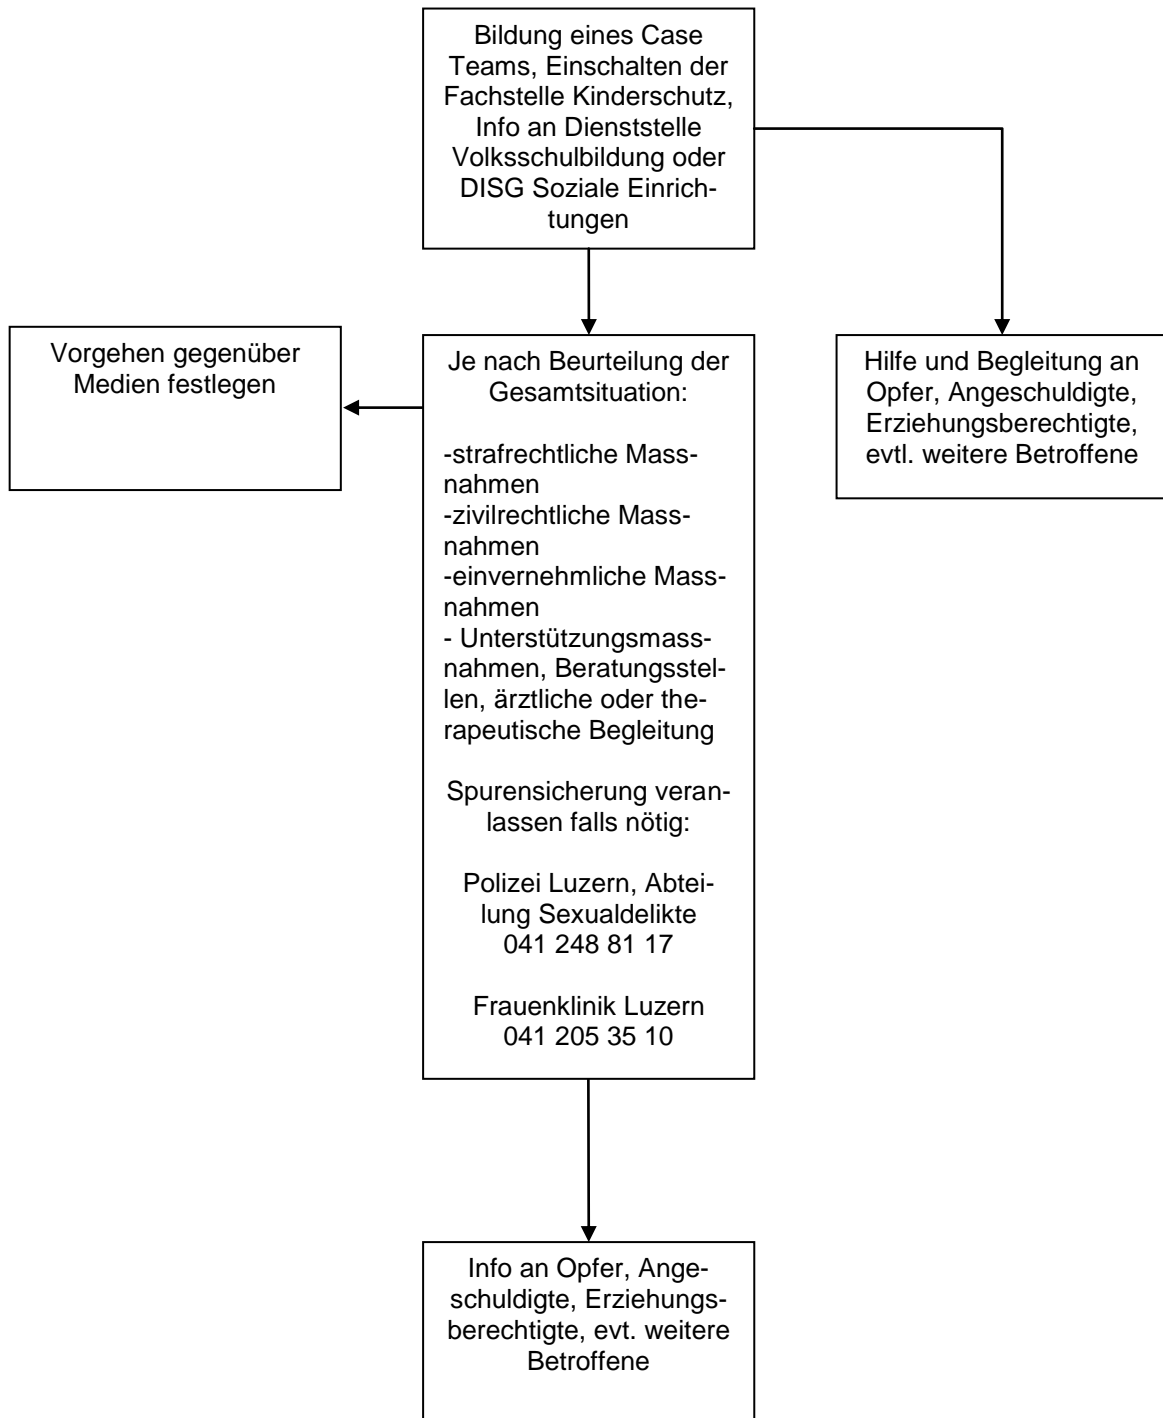 Bildung eines Case
Teams, Einschalten der
Fachstelle Kinderschutz,
Info an Dienststelle
Volksschulbildung oder
DISG Soziale Einrich-
tungen
Vorgehen gegenüber
Medien festlegen
Je nach Beurteilung der
Gesamtsituation:
-strafrechtliche Mass-
nahmen
-zivilrechtliche Mass-
nahmen
-einvernehmliche Mass-
nahmen
- Unterstützungsmass-
nahmen, Beratungsstel-
len, ärztliche oder the-
rapeutische Begleitung
Spurensicherung veran-
lassen falls nötig:
Polizei Luzern, Abtei-
lung Sexualdelikte
041 248 81 17
Frauenklinik Luzern
041 205 35 10
Hilfe und Begleitung an
Opfer, Angeschuldigte,
Erziehungsberechtigte,
evtl. weitere Betroffene
Info an Opfer, Ange-
schuldigte, Erziehungs-
berechtigte, evt. weitere
Betroffene